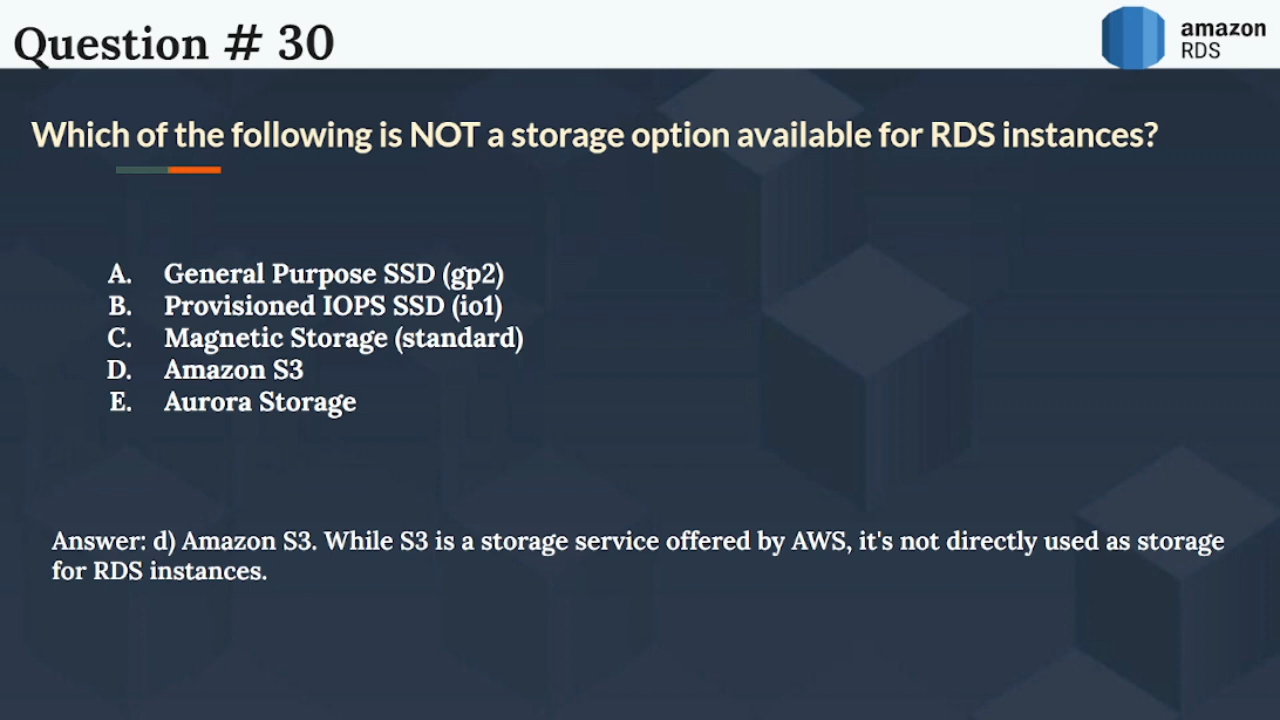 Question # 30
amazon
RDS
Which of the following is NOT a storage option available for RDS instances?
A. General Purpose SSD (gp2)
B. Provisioned IOPS SSD (io1)
C. Magnetic Storage (standard)
D. Amazon S3
E. Aurora Storage
Answer: d) Amazon S3. While S3 is a storage service offered by AWS, it's not directly used as storage
for RDS instances.